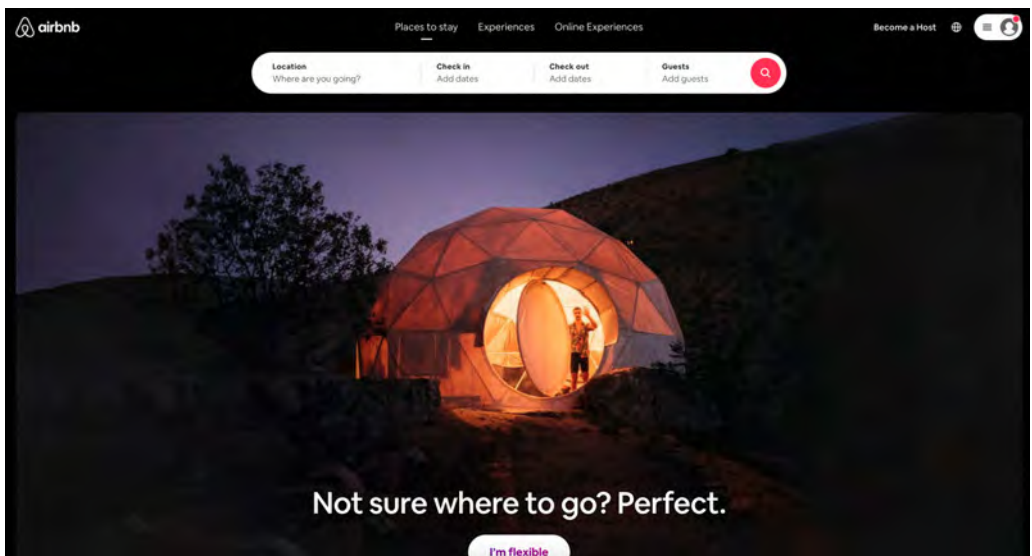 airbnb
Places to stay Experiences Online Experiences
Become a Host
Location Check in Check out Guests
Where are you going? Add dates Add dates Add guests
Not sure where to go? Perfect.
I'm flexible